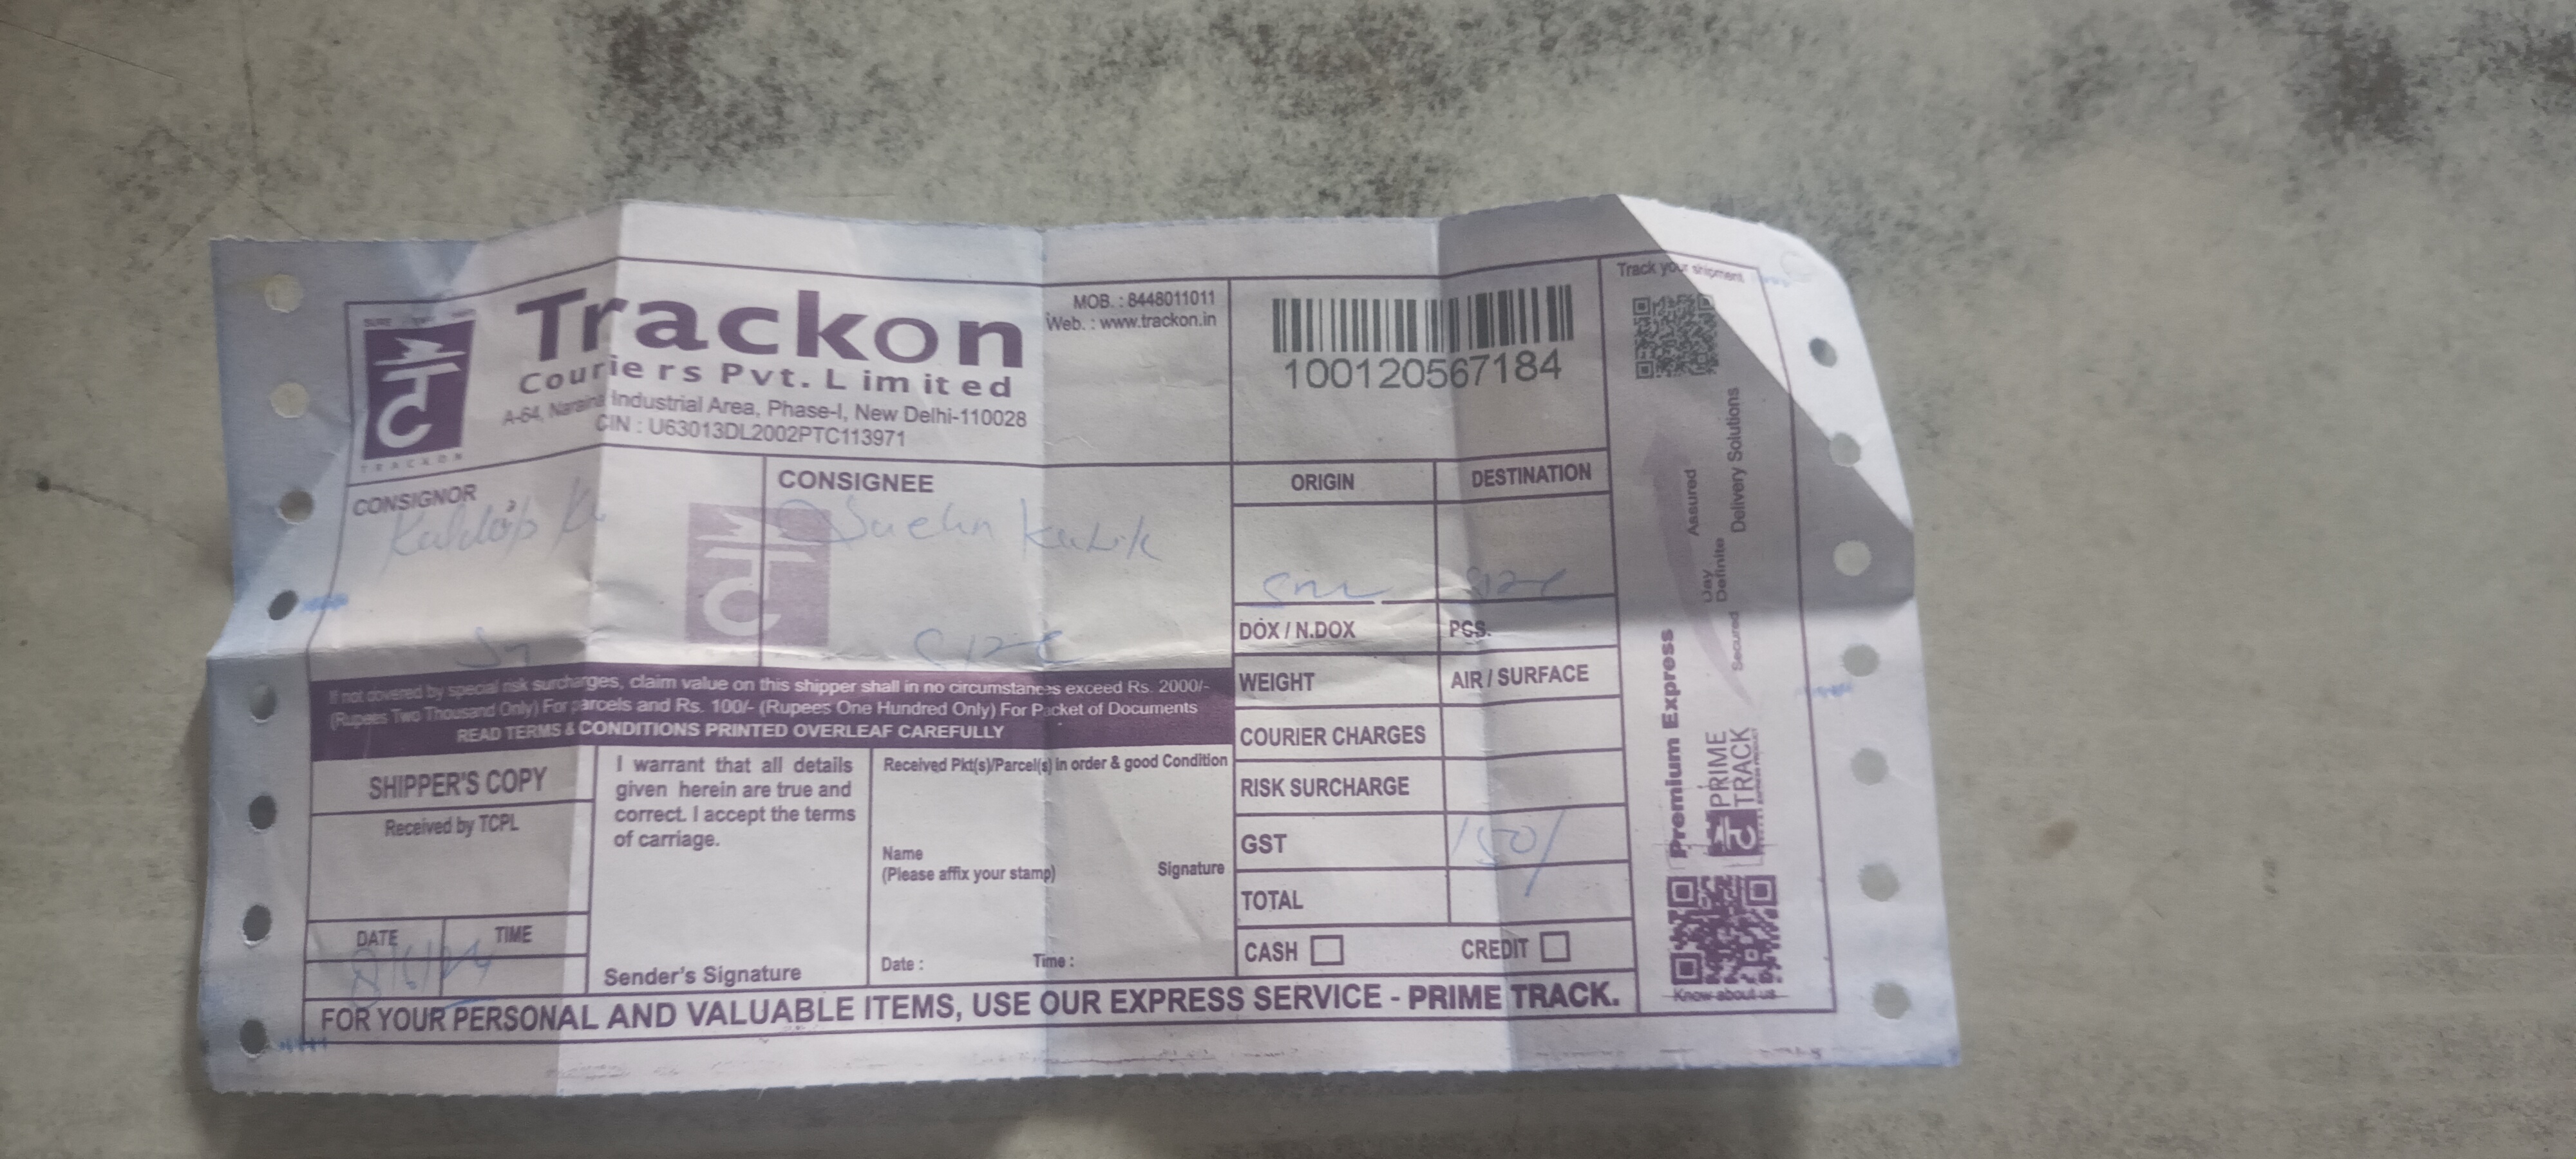 Trackon
Couriers Pvt. Limited
A-64, Naraina Industrial Area, Phase-I, New Delhi-110028
CIN : U63013DL2002PTC113971
MOB. : 8448011011
Web. : www.trackon.in
TRACKON
100120567184
Track your shipment
CONSIGNOR
CONSIGNEE
ORIGIN
DESTINATION
DOX / N.DOX
PCS.
WEIGHT
AIR / SURFACE
COURIER CHARGES
RISK SURCHARGE
GST
150/
TOTAL
CASH
CREDIT
If not covered by special risk surcharges, claim value on this shipper shall in no circumstances exceed Rs. 2000/-
(Rupees Two Thousand Only) For parcels and Rs. 100/- (Rupees One Hundred Only) For Packet of Documents
READ TERMS & CONDITIONS PRINTED OVERLEAF CAREFULLY
SHIPPER'S COPY
Received by TCPL
DATE
TIME
I warrant that all details
given herein are true and
correct. I accept the terms
of carriage.
Sender's Signature
Received Pkt(s)/Parcel(s) in order & good Condition
Name
(Please affix your stamp)
Signature
Date :
Time :
FOR YOUR PERSONAL AND VALUABLE ITEMS, USE OUR EXPRESS SERVICE - PRIME TRACK.
Premium Express
Secured
Day
Definite
Assured
Delivery Solutions
PRIME
TRACK
Know about us